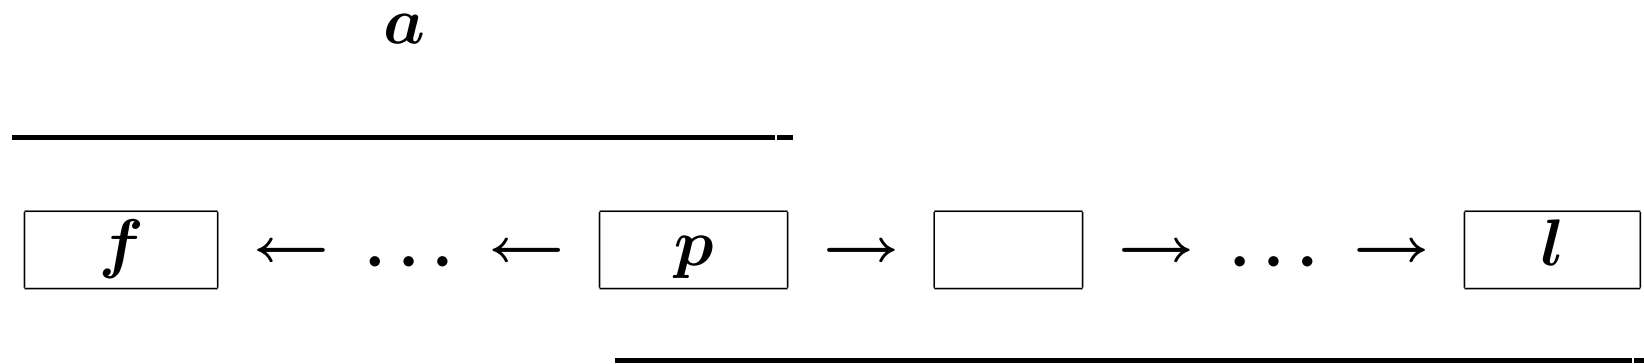 a
f ← ... ← p → → ... → l